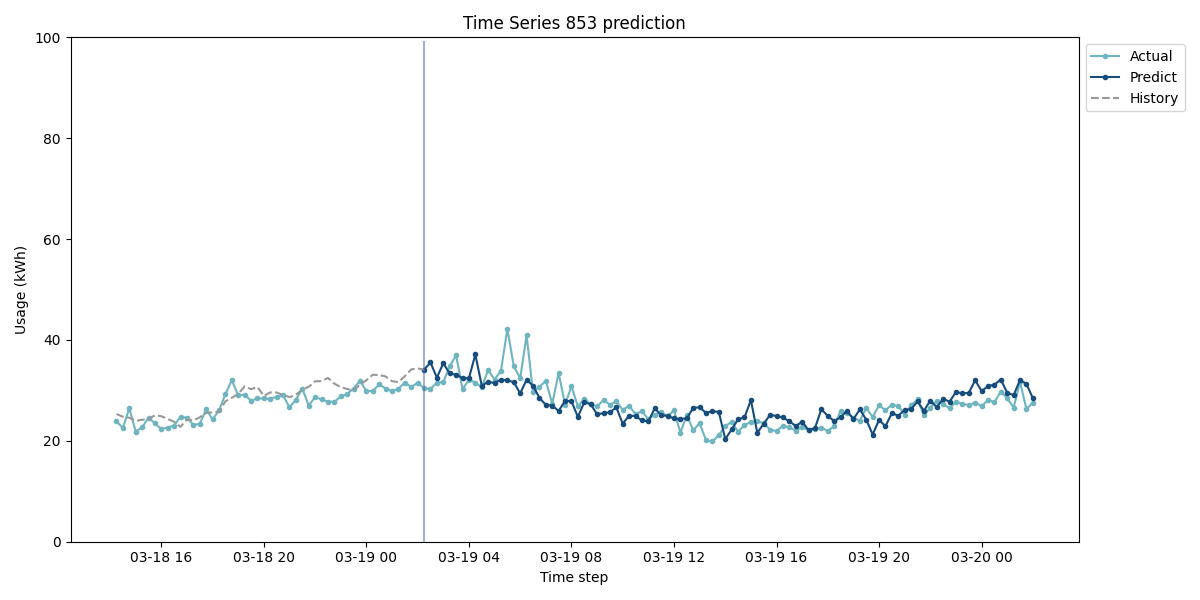 Time Series 853 prediction
100
80
60
40
20
0
Usage (kWh)
03-18 16
03-18 20
03-19 00
03-19 04
03-19 08
03-19 12
03-19 16
03-19 20
03-20 00
Time step
Actual
Predict
History